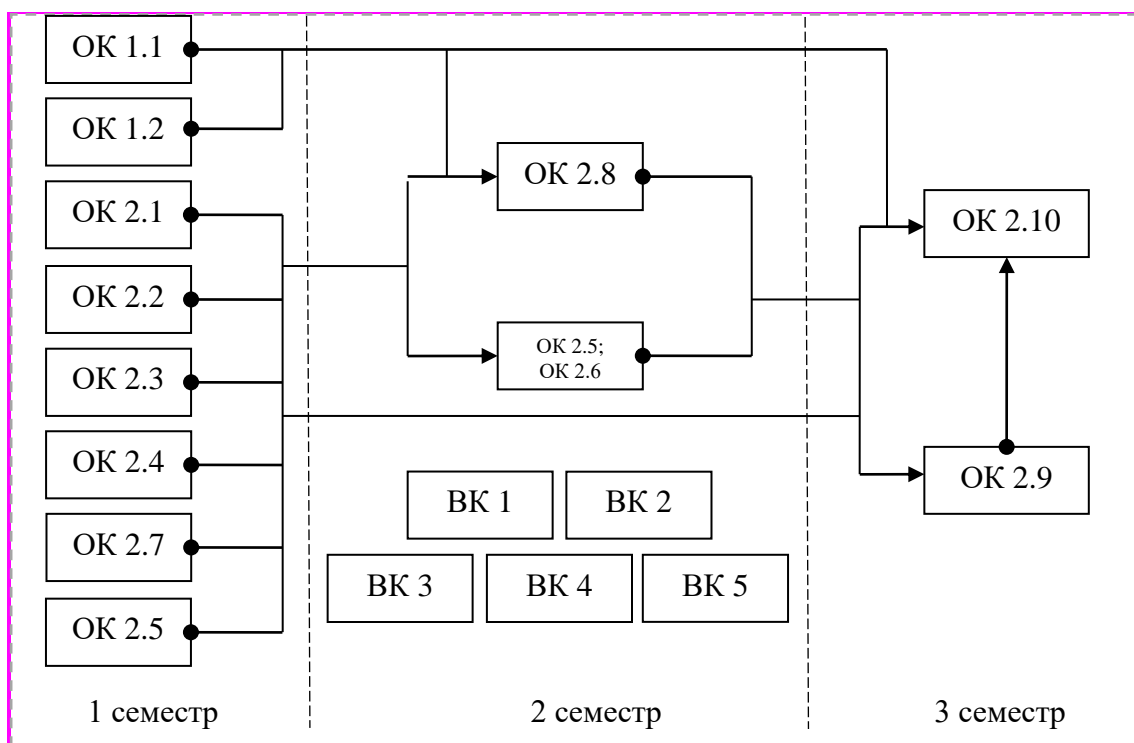 ОК 1.1
ОК 1.2
ОК 2.1
ОК 2.2
ОК 2.3
ОК 2.4
ОК 2.7
ОК 2.5
1 семестр
ОК 2.8
ОК 2.5;
ОК 2.6
ВК 1
ВК 2
ВК 3
ВК 4
ВК 5
2 семестр
ОК 2.10
ОК 2.9
3 семестр